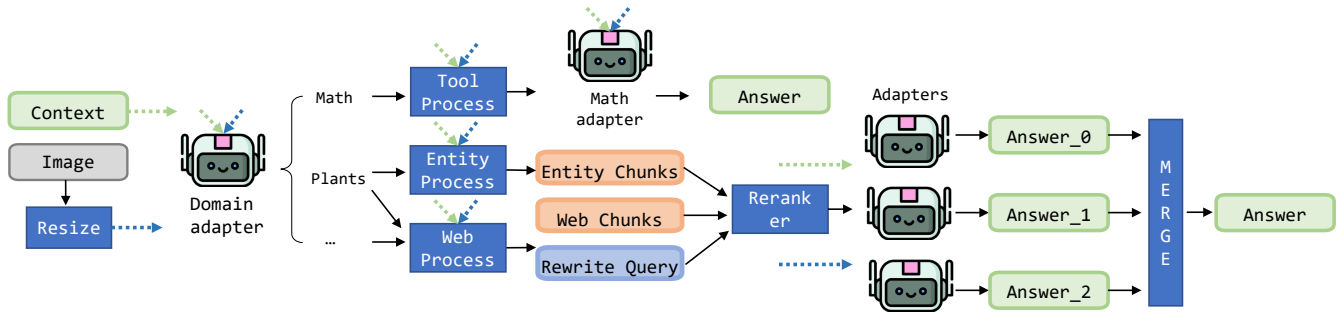 Context
Image
Resize
Domain
adapter
Math
Plants
…
Tool
Process
Entity
Process
Web
Process
Math
adapter
Answer
Entity Chunks
Web Chunks
Rewrite Query
Rerank
er
Adapters
Answer_0
Answer_1
Answer_2
M
E
R
G
E
Answer